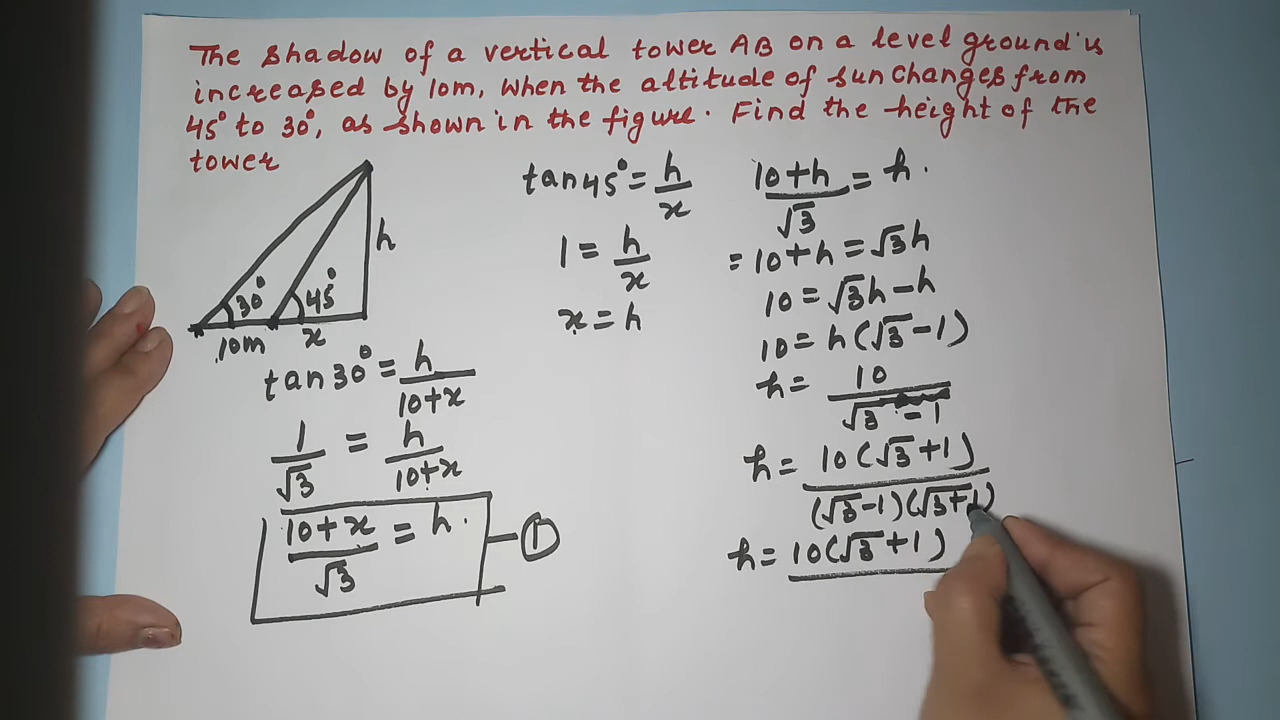 The shadow of a vertical tower AB on a level ground is
increased by 10m, when the altitude of sun changes from
45° to 30°, as shown in the figure. Find the height of the
tower
h
30°
45°
10m
x
tan30° = h/10+x
1/√3 = h/10+x
10+x/√3 = h. — ①
tan45° = h/x
1 = h/x
x = h
10+h/√3 = h.
= 10+h = √3h
10 = √3h-h
10 = h(√3-1)
h = 10/√3-1
h = 10(√3+1)/(√3-1)(√3+1)
h = 10(√3+1)